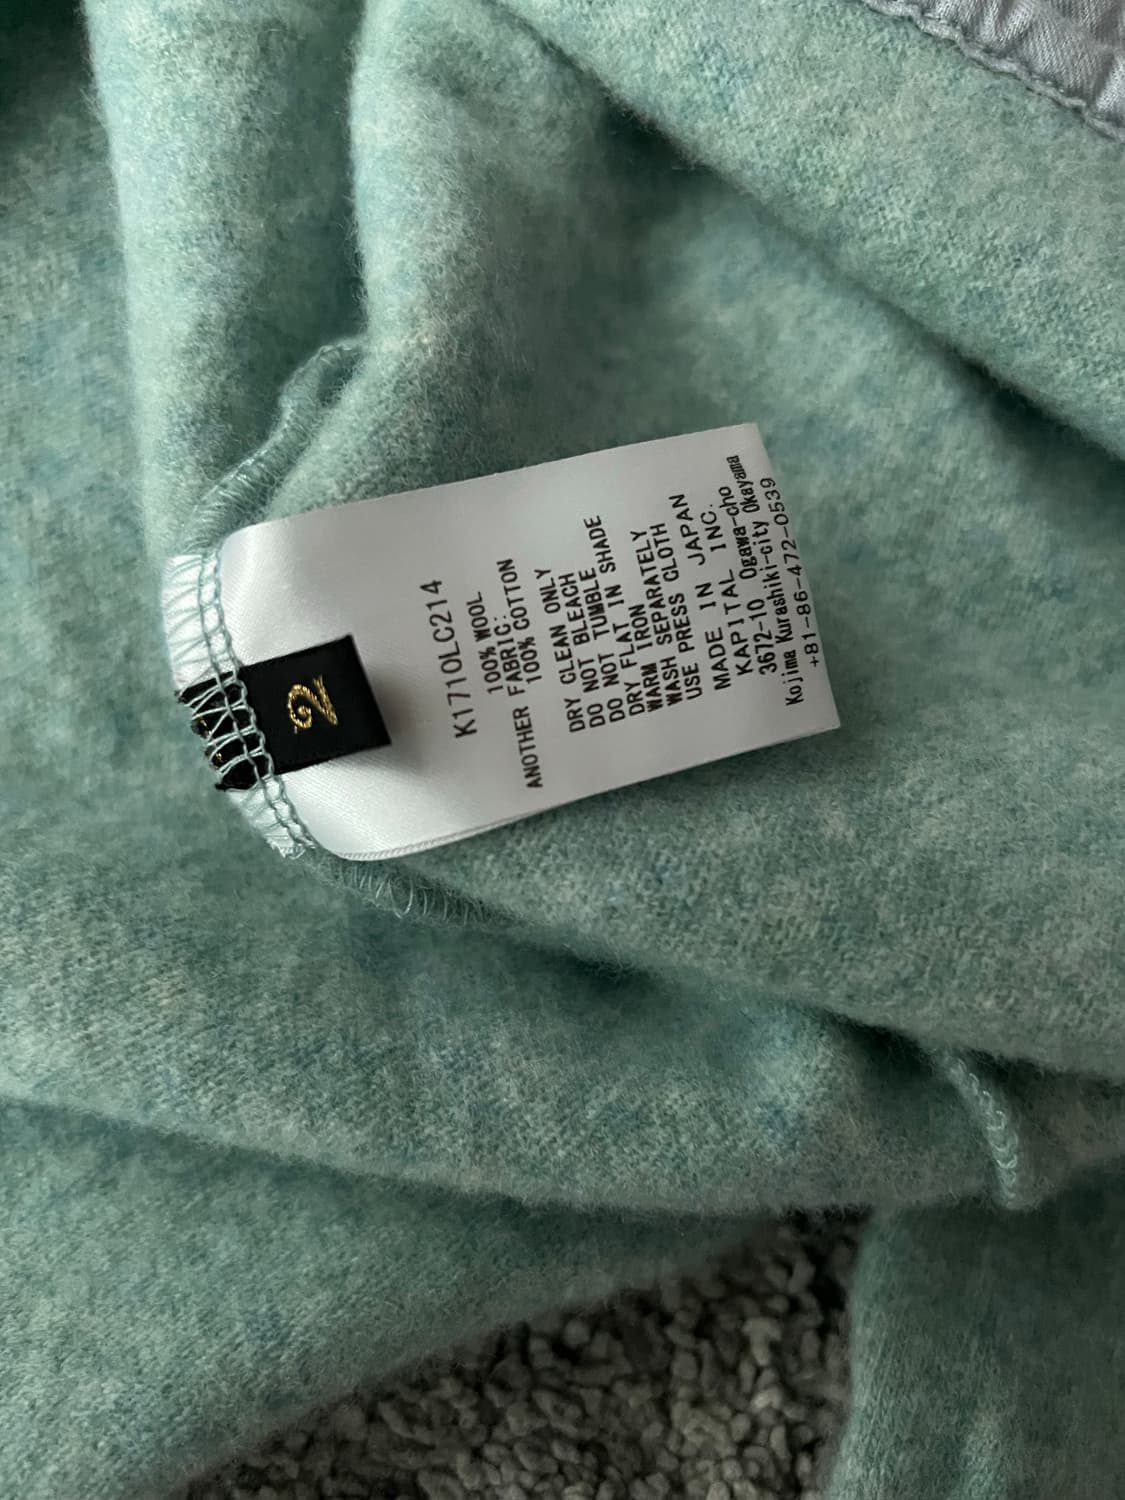 2
K1710LC214
100% WOOL
ANOTHER FABRIC:
100% COTTON
DRY CLEAN ONLY
DO NOT BLEACH
DO NOT TUMBLE
DRY FLAT IN SHADE
WARM IRON
WASH SEPARATELY
USE PRESS CLOTH
MADE IN JAPAN
KAPITAL INC.
3672-10 Ogawa-cho
Kojima Kurashiki-city Okayama
+81-86-472-0539